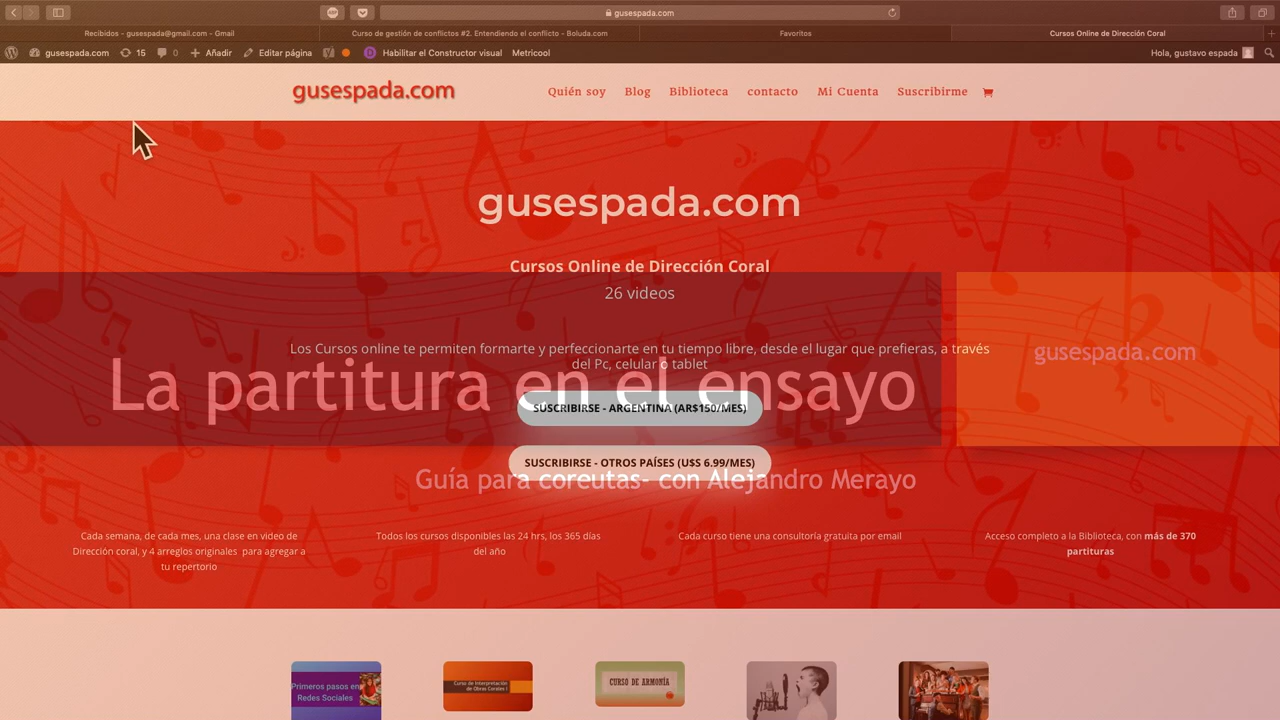 gusespada.com
Recibidos - gusespada@gmail.com - Gmail
Curso de gestión de conflictos #2. Entendiendo el conflicto - Boluda.com
Favoritos
Cursos Online de Dirección Coral
gusespada.com
15
0
Añadir
Editar página
Habilitar el Constructor visual
Metricool
Hola, gustavo espada
gusespada.com
Quién soy
Blog
Biblioteca
contacto
Mi Cuenta
Suscribirme
gusespada.com
Cursos Online de Dirección Coral
26 videos
Los Cursos online te permiten formarte y perfeccionarte en tu tiempo libre, desde el lugar que prefieras, a través
del Pc, celular o tablet
gusespada.com
La partitura en el ensayo
SUSCRIBIRSE - ARGENTINA (AR$150/MES)
SUSCRIBIRSE - OTROS PAÍSES (U$S 6.99/MES)
Guía para coreutas- con Alejandro Merayo
Cada semana, de cada mes, una clase en video de
Dirección coral, y 4 arreglos originales para agregar a
tu repertorio
Todos los cursos disponibles las 24 hrs, los 365 días
del año
Cada curso tiene una consultoría gratuita por email
Acceso completo a la Biblioteca, con más de 370
partituras
Primeros pasos en
Redes Sociales
Curso de Interpretación
de Obras Corales I
CURSO DE ARMONÍA